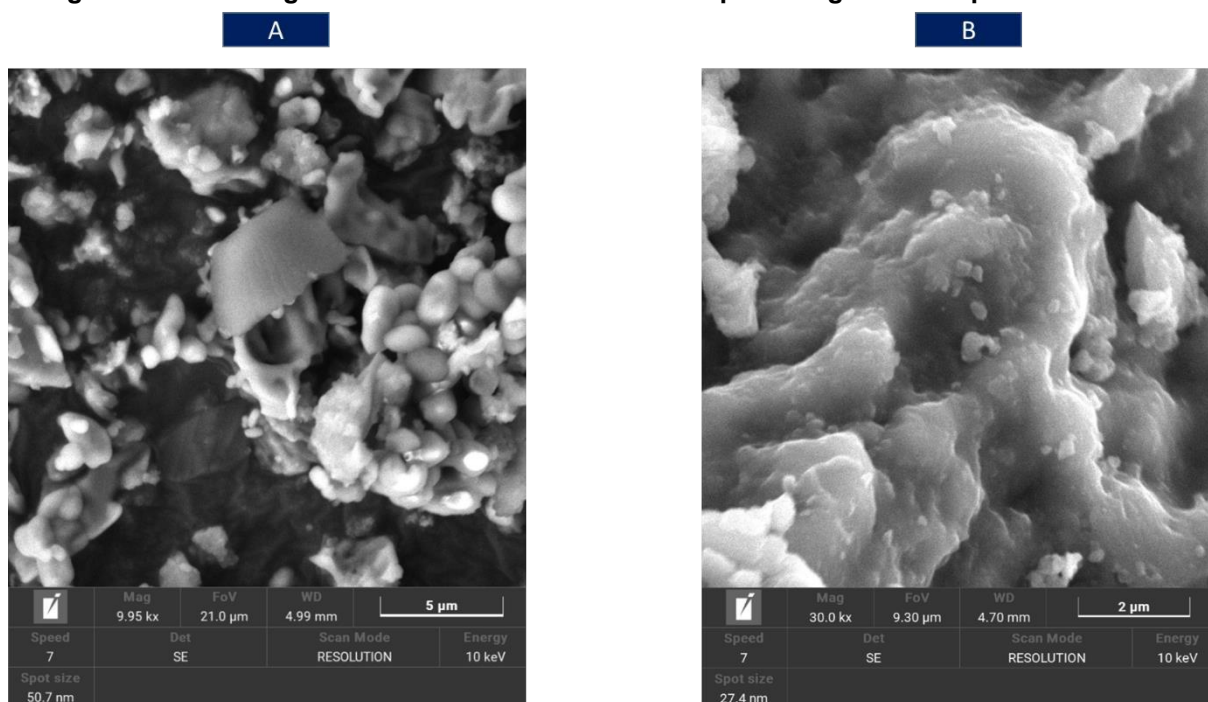 A
B
Mag FoV WD
9.95 kx 21.0 µm 4.99 mm 5 µm
Speed Det Scan Mode Energy
7 SE RESOLUTION 10 keV
Spot size
50.7 nm
Mag FoV WD
30.0 kx 9.30 µm 4.70 mm 2 µm
Speed Det Scan Mode Energy
7 SE RESOLUTION 10 keV
Spot size
27.4 nm